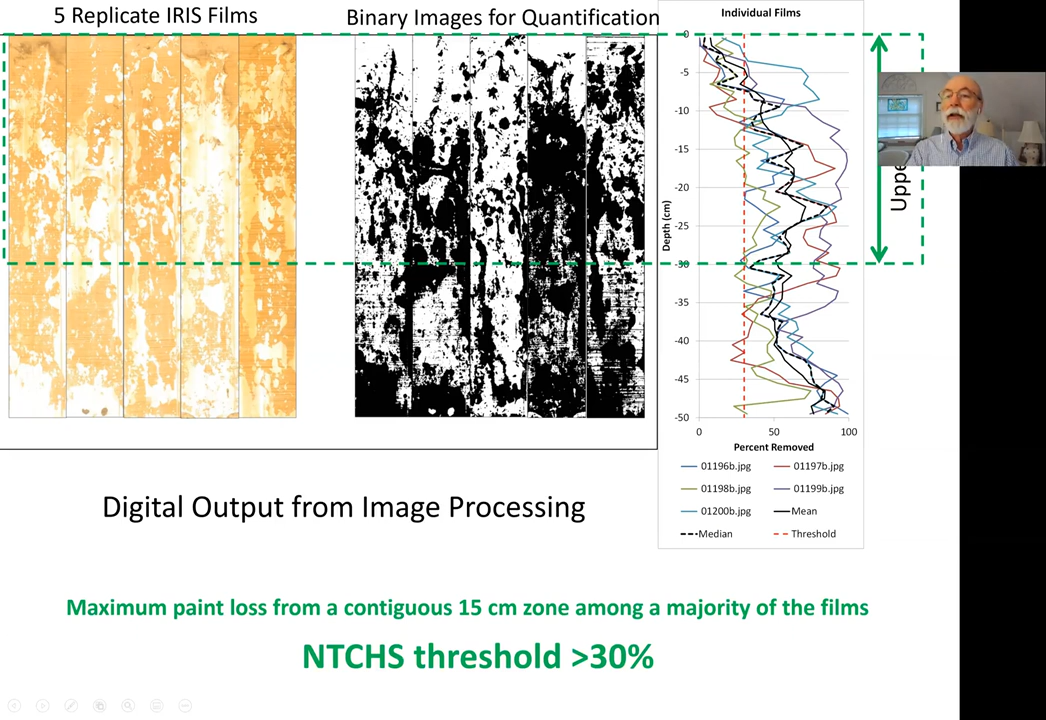 5 Replicate IRIS Films
Binary Images for Quantification
Individual Films
0
-5
-10
-15
-20
-25
-30
-35
-40
-45
-50
Depth (cm)
0 50 100
Percent Removed
01196b.jpg 01197b.jpg
01198b.jpg 01199b.jpg
01200b.jpg Mean
Median Threshold
Uppe
Digital Output from Image Processing
Maximum paint loss from a contiguous 15 cm zone among a majority of the films
NTCHS threshold >30%